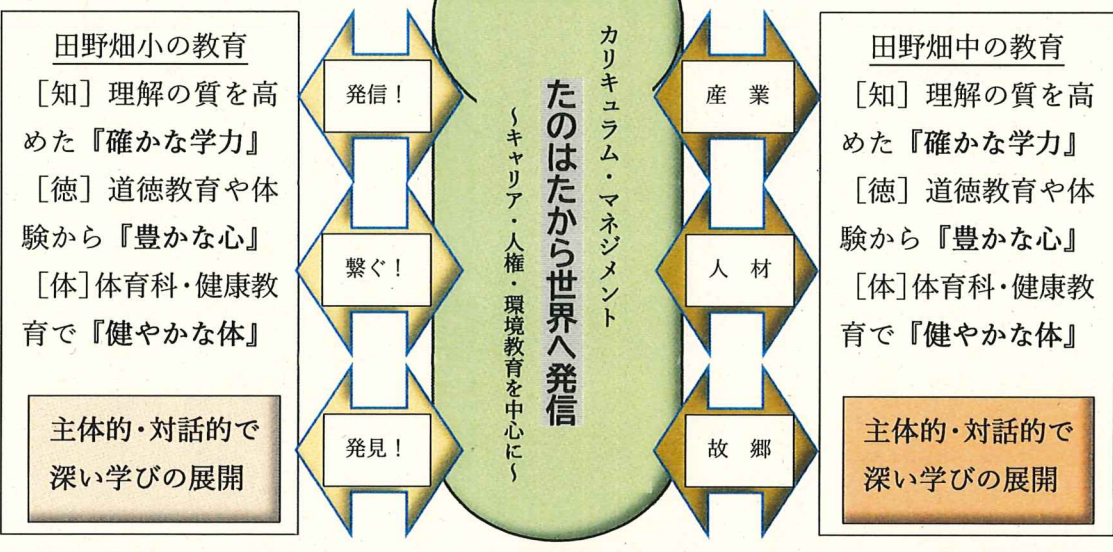 田野畑小の教育
［知］理解の質を高
めた『確かな学力』
［徳］道徳教育や体
験から『豊かな心』
［体］体育科・健康教
育で『健やかな体』
主体的・対話的で
深い学びの展開
発信！
繋ぐ！
発見！
カリキュラム・マネジメント
たのはたから世界へ発信
～キャリア・人権・環境教育を中心に～
産　業
人　材
故　郷
田野畑中の教育
［知］理解の質を高
めた『確かな学力』
［徳］道徳教育や体
験から『豊かな心』
［体］体育科・健康教
育で『健やかな体』
主体的・対話的で
深い学びの展開